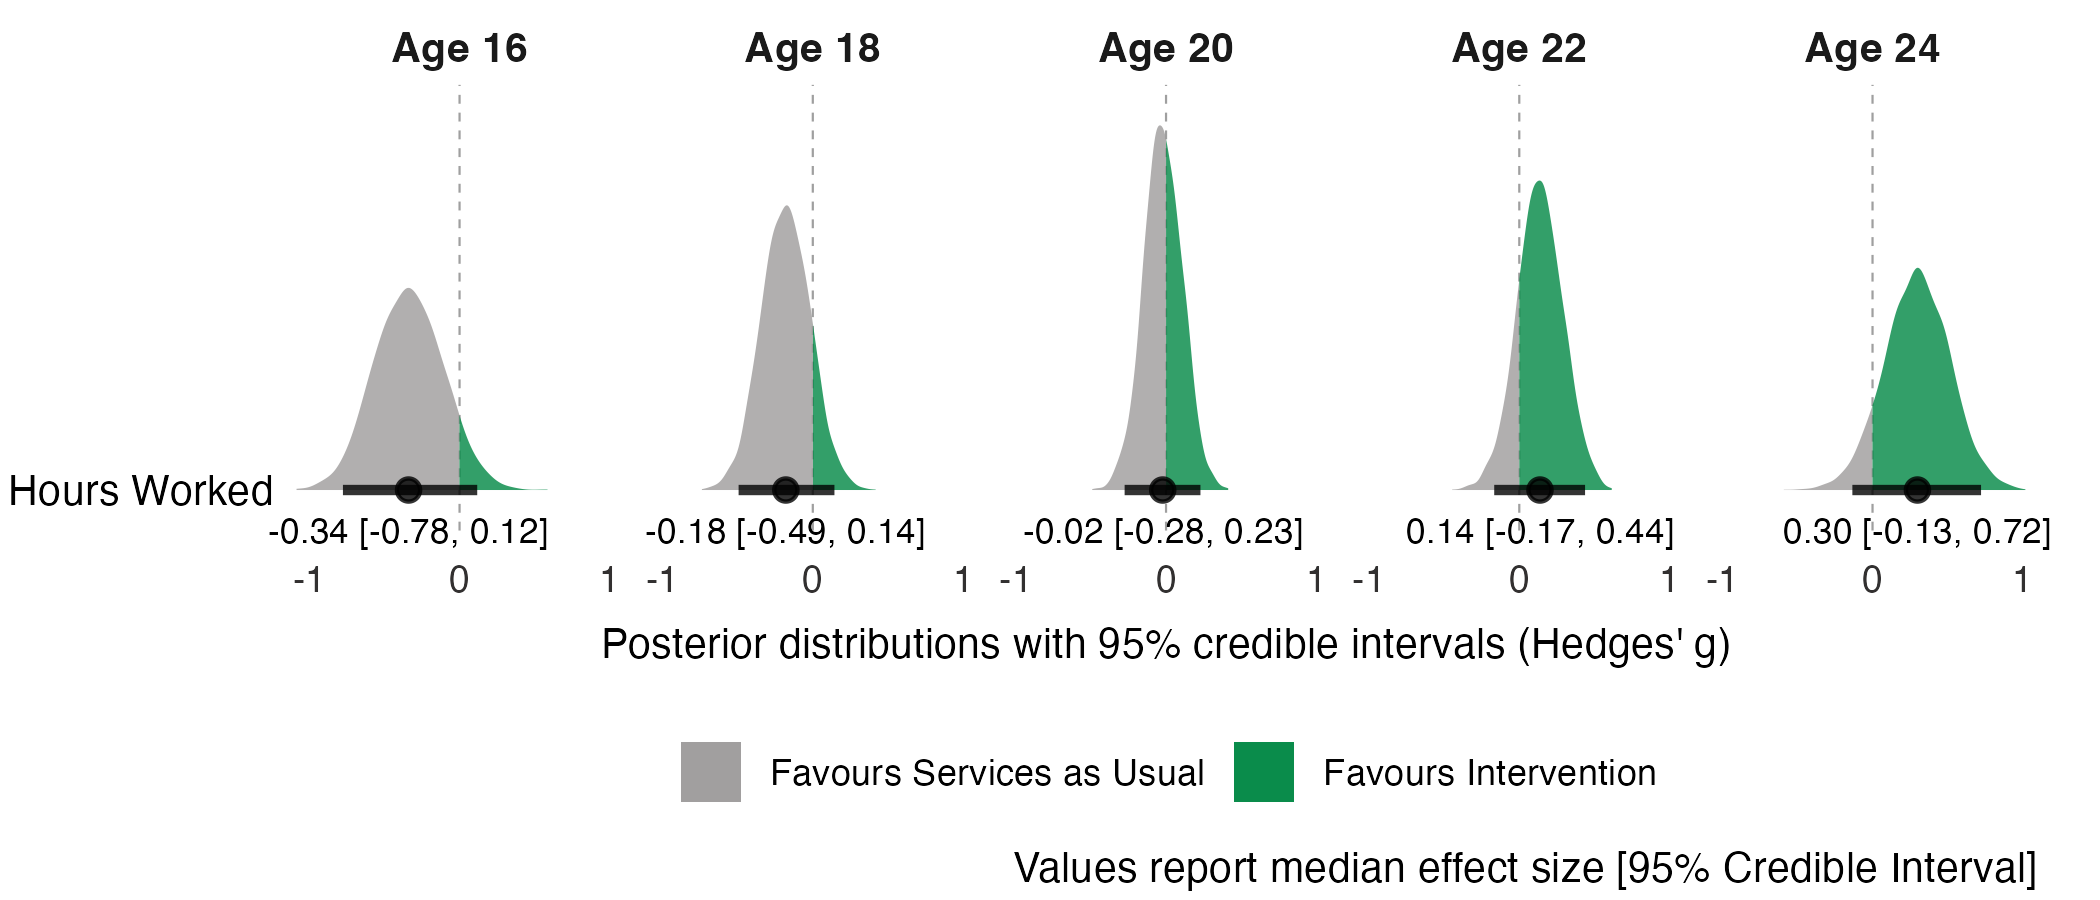 Age 16 Age 18 Age 20 Age 22 Age 24
Hours Worked
-0.34 [-0.78, 0.12] -0.18 [-0.49, 0.14] -0.02 [-0.28, 0.23] 0.14 [-0.17, 0.44] 0.30 [-0.13, 0.72]
-1 0 1 -1 0 1 -1 0 1 -1 0 1 -1 0 1
Posterior distributions with 95% credible intervals (Hedges' g)
Favours Services as Usual Favours Intervention
Values report median effect size [95% Credible Interval]